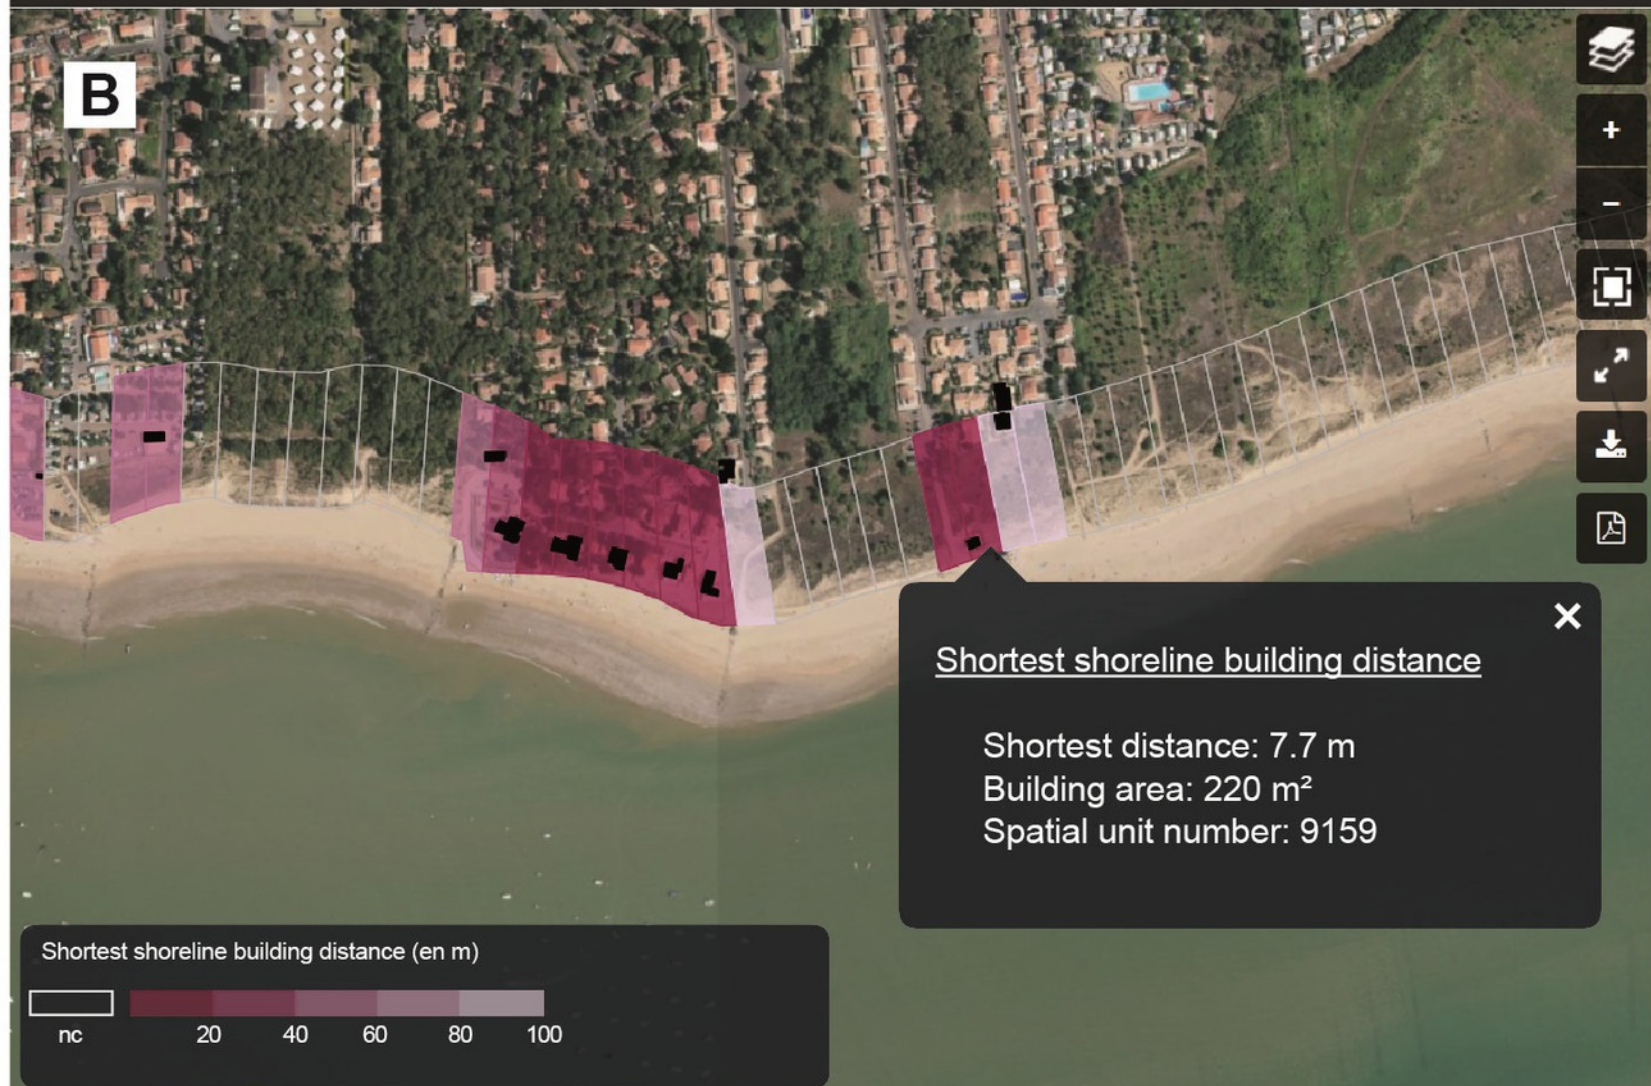 B
+
−
Shortest shoreline building distance
Shortest distance: 7.7 m
Building area: 220 m²
Spatial unit number: 9159
Shortest shoreline building distance (en m)
nc 20 40 60 80 100